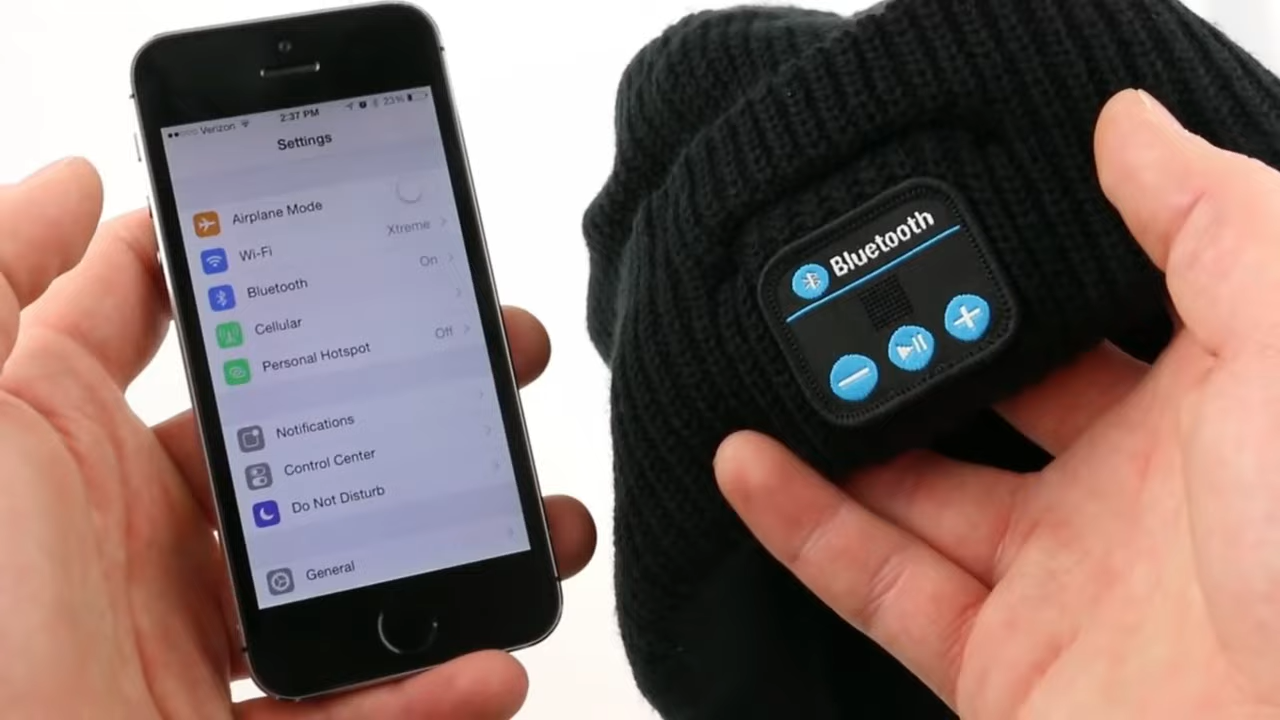 Verizon 2:37 PM 23%
Settings
Airplane Mode
Wi-Fi Xtreme
Bluetooth On
Cellular
Personal Hotspot Off
Notifications
Control Center
Do Not Disturb
General
Bluetooth